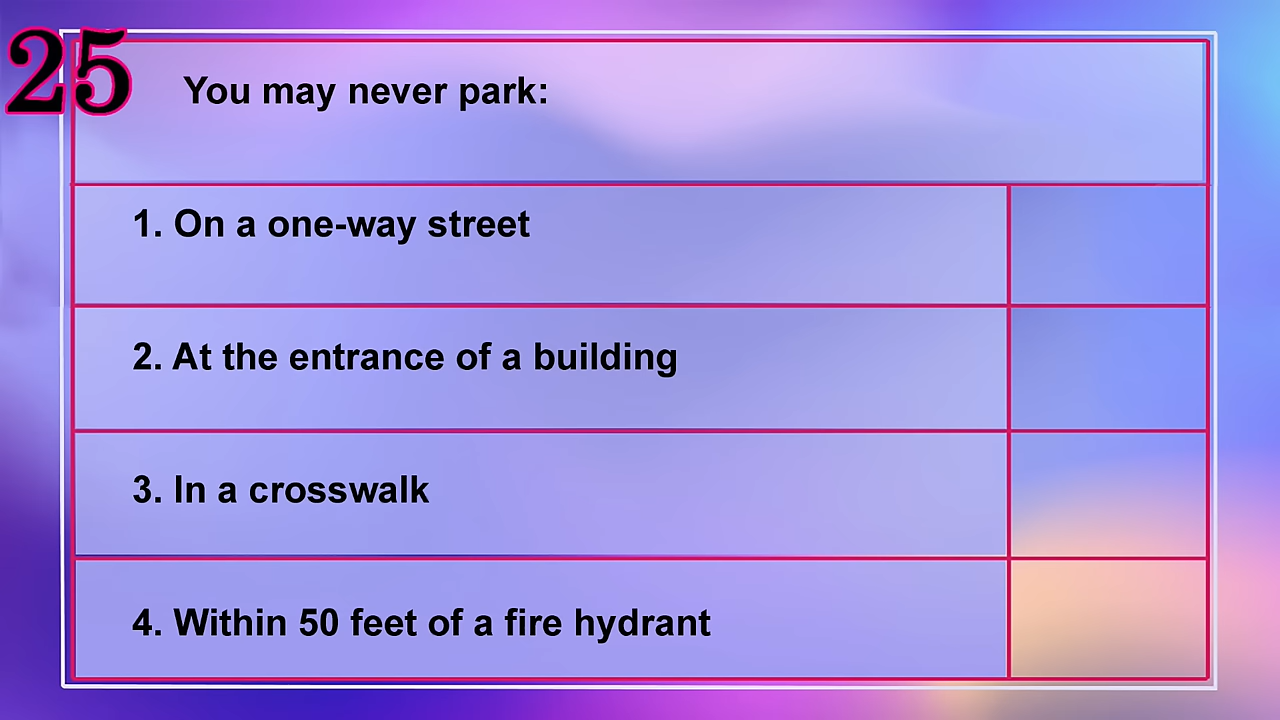 25
You may never park:
1. On a one-way street
2. At the entrance of a building
3. In a crosswalk
4. Within 50 feet of a fire hydrant